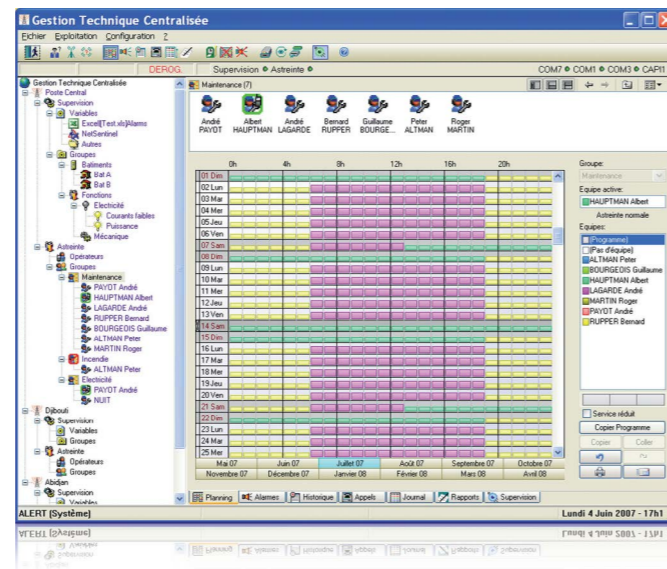 Gestion Technique Centralisée
Eichier Exploitation Configuration ?
DEROG. Supervision Astreinte COM7 COM1 COM3 CAPI1
Gestion Technique Centralisée
Poste Central
Supervision
Variables
Excel[Test.xls]Alarms
NetSentinel
Autres
Groupes
Batiments
Bat A
Bat B
Fonctions
Electricité
Courants faibles
Puissance
Mécanique
Astreinte
Opérateurs
Groupes
Maintenance
PAYOT André
HAUPTMAN Albert
LAGARDE André
RUPPER Bernard
BOURGEOIS Guillaume
ALTMAN Peter
MARTIN Roger
Incendie
ALTMAN Peter
Electricité
PAYOT André
NUIT
Djibouti
Supervision
Variables
Groupes
Astreinte
Opérateurs
Groupes
Abidjan
Supervision
Variables
Maintenance (7)
André PAYOT
Albert HAUPTMAN
André LAGARDE
Bernard RUPPER
Guillaume BOURGE...
Peter ALTMAN
Roger MARTIN
0h 4h 8h 12h 16h 20h
01 Dim
02 Lun
03 Mar
04 Mer
05 Jeu
06 Ven
07 Sam
08 Dim
09 Lun
10 Mar
11 Mer
12 Jeu
13 Ven
14 Sam
15 Dim
16 Lun
17 Mar
18 Mer
19 Jeu
20 Ven
21 Sam
22 Dim
23 Lun
24 Mar
25 Mer
Mai 07 Juin 07 Juillet 07 Août 07 Septembre 07 Octobre 07
Novembre 07 Décembre 07 Janvier 08 Février 08 Mars 08 Avril 08
Planning Alarmes Historique Appels Journal Rapports Supervision
Groupe:
Maintenance
Equipe active:
HAUPTMAN Albert
Astreinte normale
Equipes:
(Programme)
(Pas d'équipe)
ALTMAN Peter
BOURGEOIS Guillaume
HAUPTMAN Albert
LAGARDE André
MARTIN Roger
PAYOT André
RUPPER Bernard
Service réduit
Copier Programme
Copier Coller
ALERT (Système) Lundi 4 Juin 2007 - 17h1